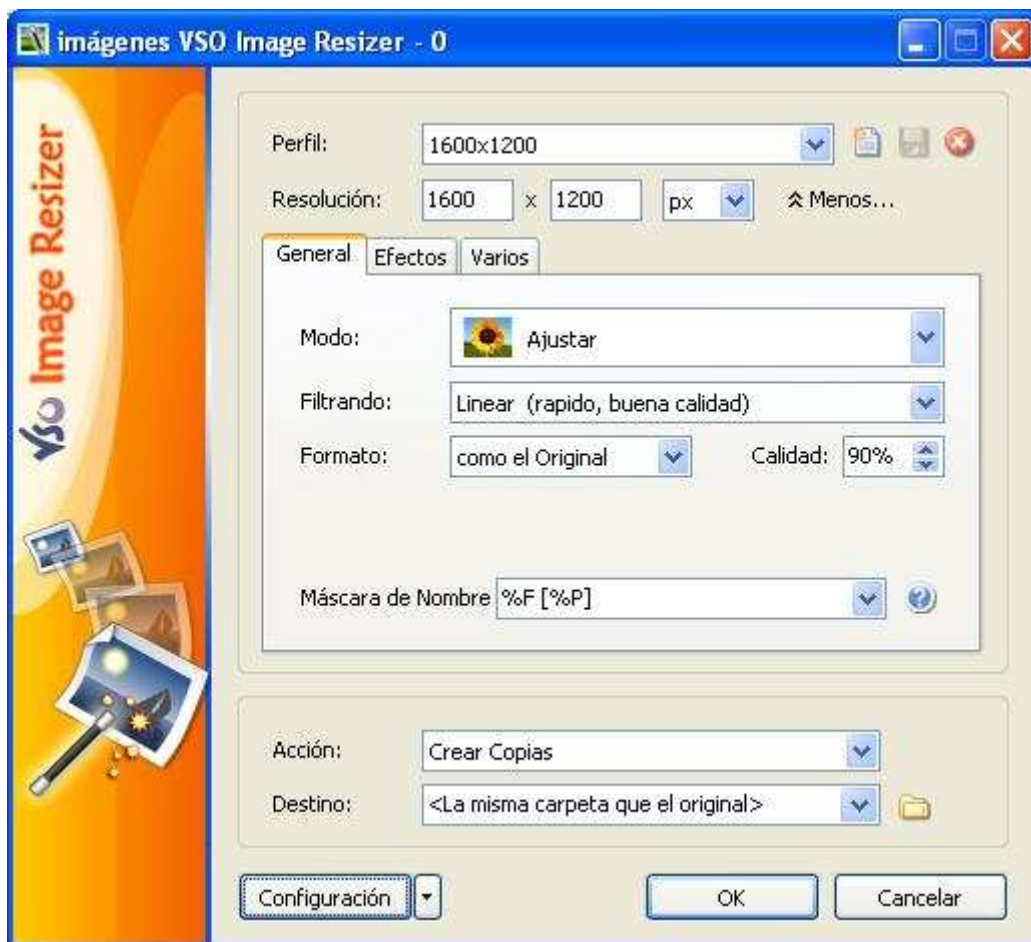 imágenes VSO Image Resizer - 0
vso Image Resizer
Perfil: 1600x1200
Resolución: 1600 x 1200 px Menos...
General Efectos Varios
Modo: Ajustar
Filtrando: Linear (rapido, buena calidad)
Formato: como el Original Calidad: 90%
Máscara de Nombre %F [%P]
Acción: Crear Copias
Destino: <La misma carpeta que el original>
Configuración OK Cancelar